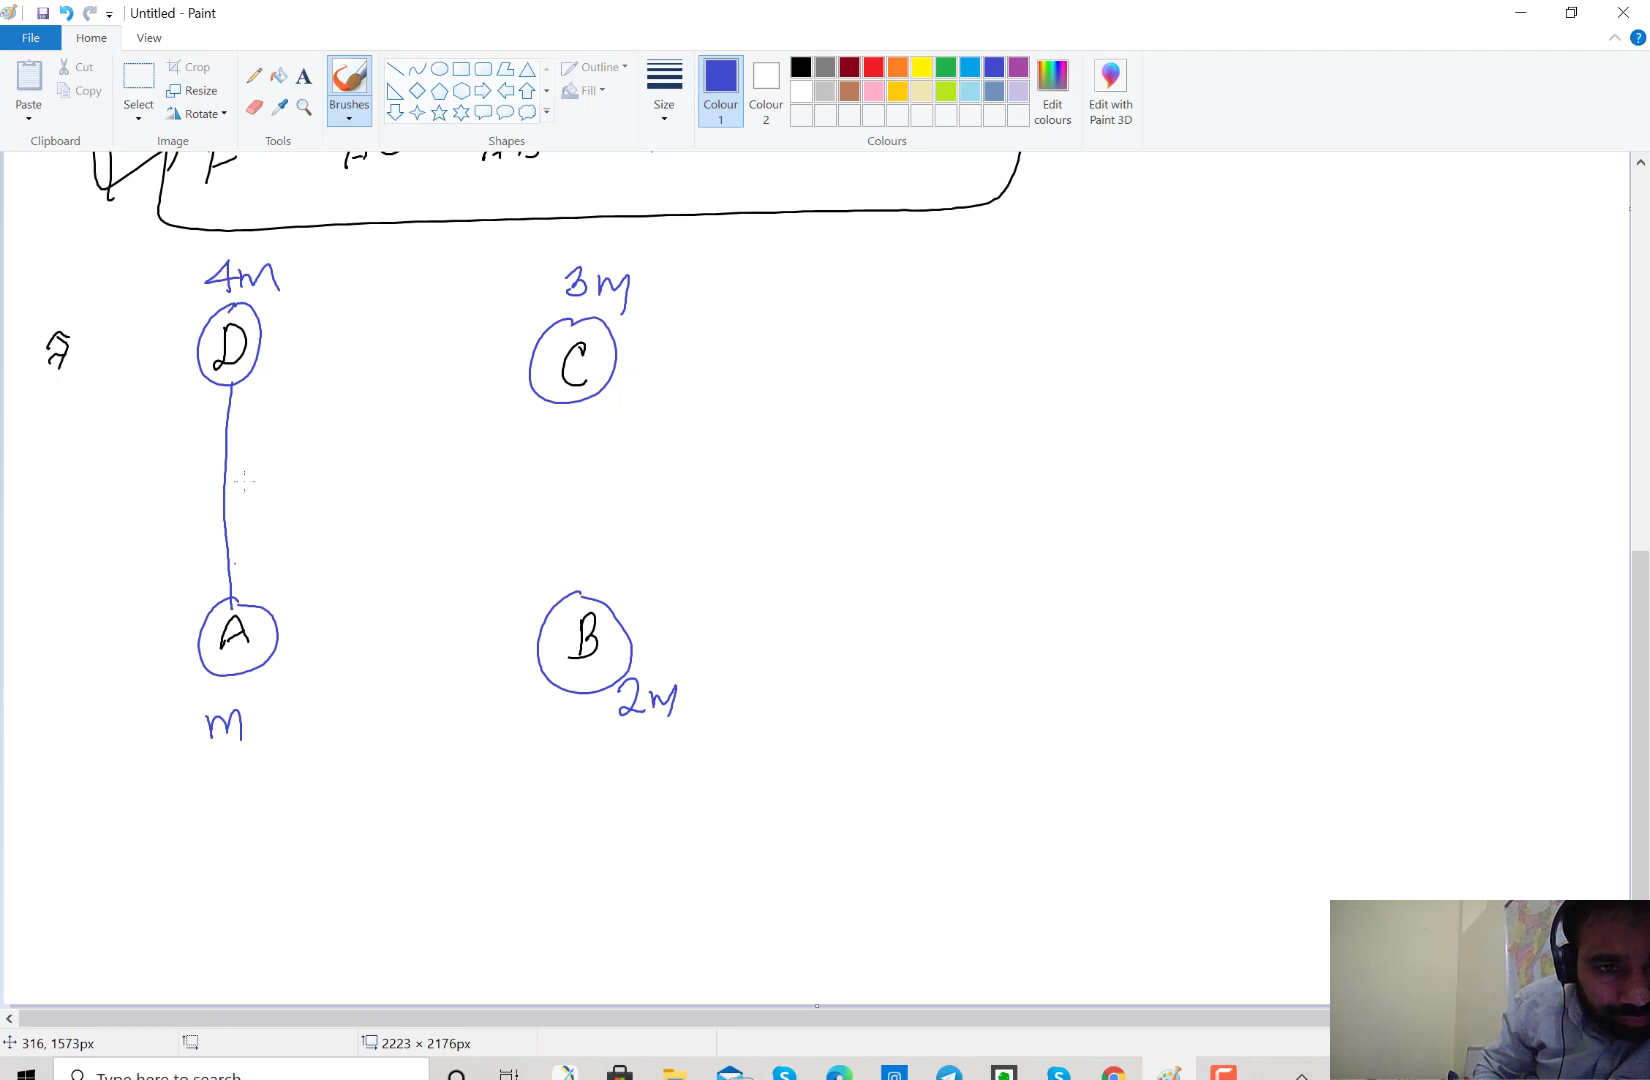 Untitled - Paint
File Home View
Paste
Cut
Copy
Clipboard
Select
Crop
Resize
Rotate
Image
A
Tools
Brushes
Shapes
Outline
Fill
Size
Colour 1
Colour 2
Edit colours
Edit with Paint 3D
Colours
4m 3m
D C
A B
2m
m
316, 1573px 2223 × 2176px
Type here to search